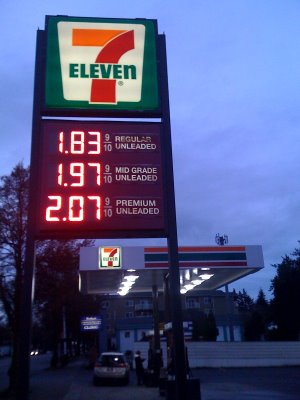 7
ELEVEN
®
1.83 9/10 REGULAR UNLEADED
1.97 9/10 MID GRADE UNLEADED
2.07 9/10 PREMIUM UNLEADED
7
ELEVEN